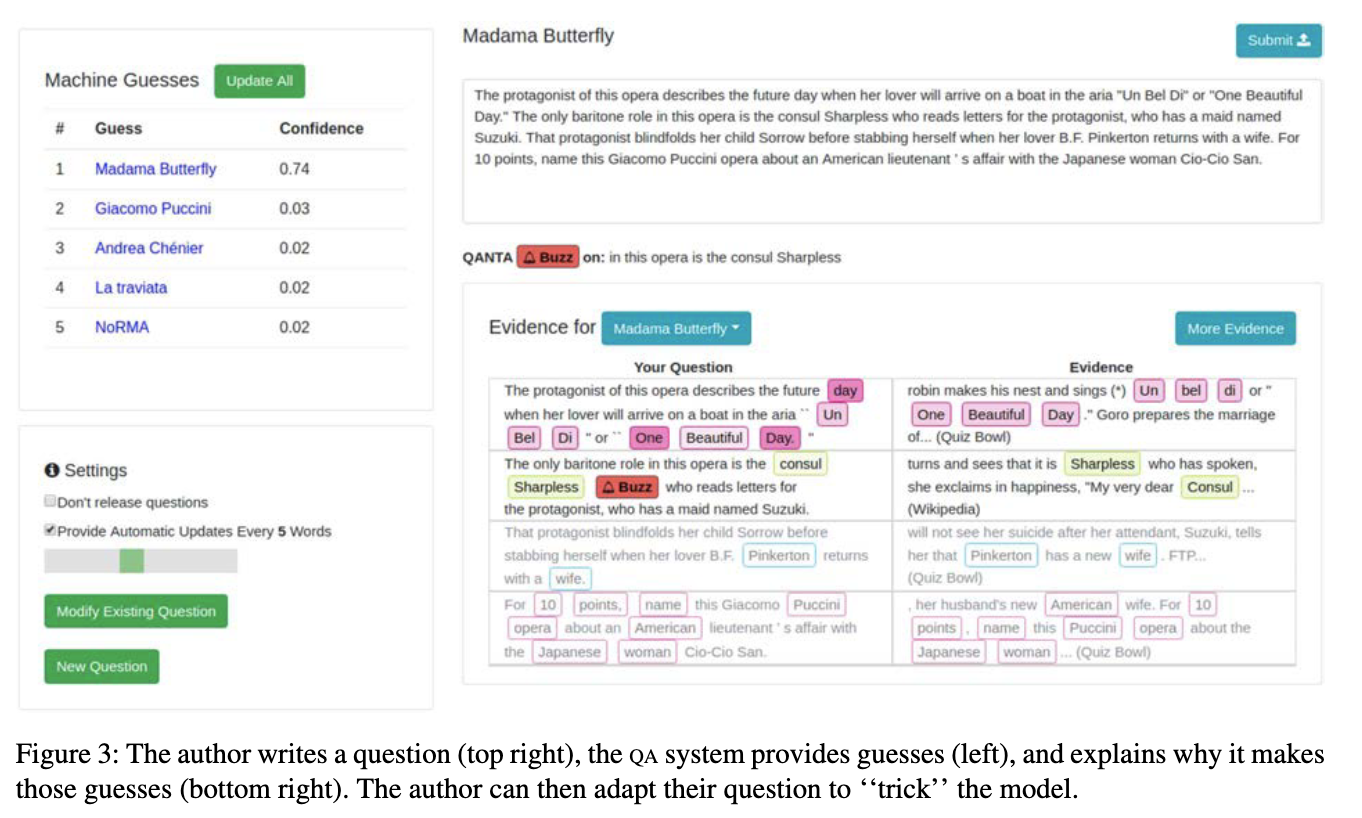 Machine Guesses Update All
# Guess Confidence
1 Madama Butterfly 0.74
2 Giacomo Puccini 0.03
3 Andrea Chénier 0.02
4 La traviata 0.02
5 NoRMA 0.02
Settings
Don't release questions
Provide Automatic Updates Every 5 Words
Modify Existing Question
New Question
Madama Butterfly
Submit
The protagonist of this opera describes the future day when her lover will arrive on a boat in the aria "Un Bel Di" or "One Beautiful
Day." The only baritone role in this opera is the consul Sharpless who reads letters for the protagonist, who has a maid named
Suzuki. That protagonist blindfolds her child Sorrow before stabbing herself when her lover B.F. Pinkerton returns with a wife. For
10 points, name this Giacomo Puccini opera about an American lieutenant ' s affair with the Japanese woman Cio-Cio San.
QANTA Buzz on: in this opera is the consul Sharpless
Evidence for Madama Butterfly
More Evidence
Your Question
Evidence
The protagonist of this opera describes the future day
when her lover will arrive on a boat in the aria `` Un
Bel Di " or `` One Beautiful Day. "
robin makes his nest and sings (*) Un bel di or "
One Beautiful Day ." Goro prepares the marriage
of... (Quiz Bowl)
The only baritone role in this opera is the consul
Sharpless Buzz who reads letters for
the protagonist, who has a maid named Suzuki.
turns and sees that it is Sharpless who has spoken,
she exclaims in happiness, "My very dear Consul ...
(Wikipedia)
That protagonist blindfolds her child Sorrow before
stabbing herself when her lover B.F. Pinkerton returns
with a wife.
will not see her suicide after her attendant, Suzuki, tells
her that Pinkerton has a new wife . FTP...
(Quiz Bowl)
For 10 points, name this Giacomo Puccini
opera about an American lieutenant ' s affair with
the Japanese woman Cio-Cio San.
, her husband's new American wife. For 10
points , name this Puccini opera about the
Japanese woman ... (Quiz Bowl)
Figure 3: The author writes a question (top right), the QA system provides guesses (left), and explains why it makes
those guesses (bottom right). The author can then adapt their question to ‘‘trick’’ the model.